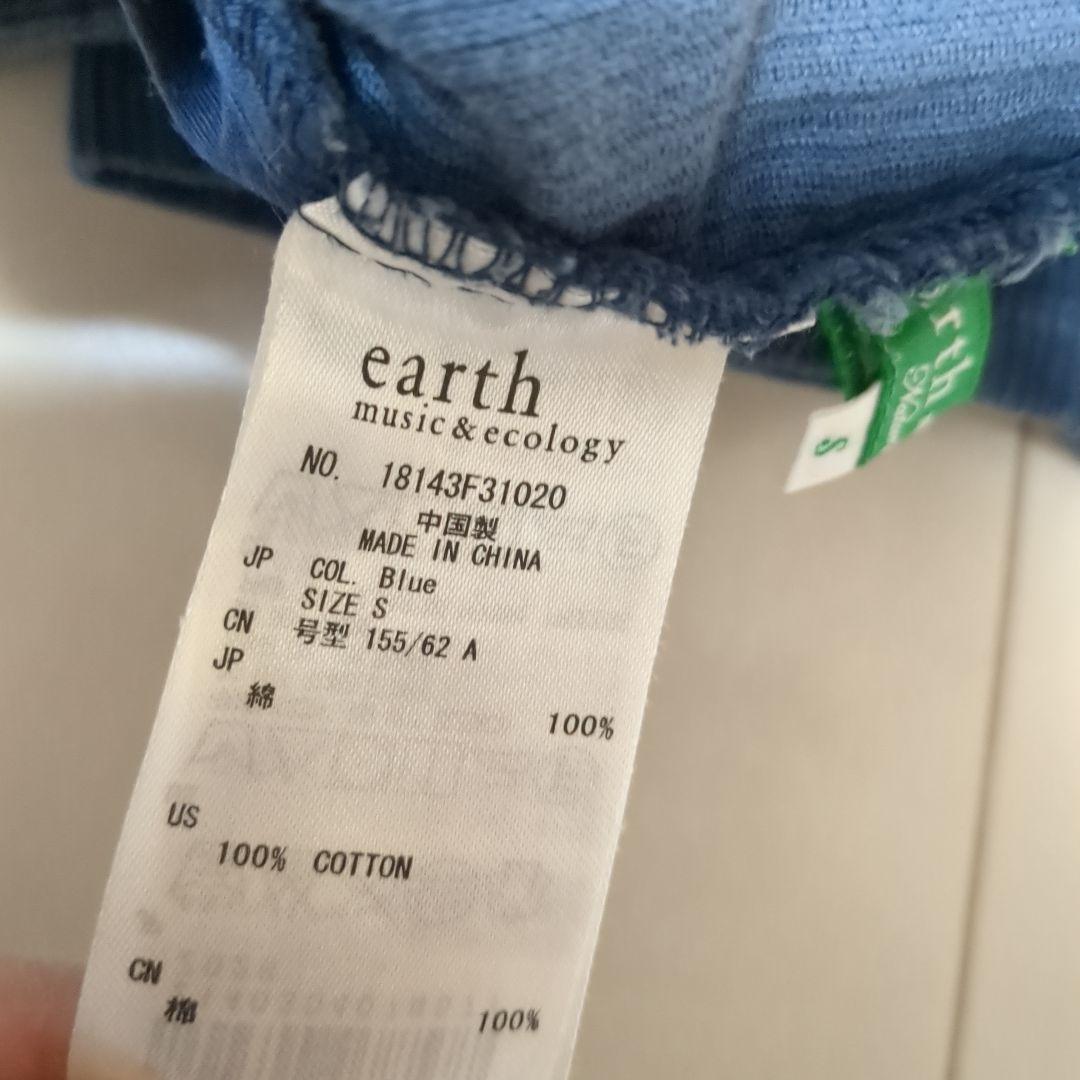 earth
music&ecology
NO. 18143F31020
中国製
MADE IN CHINA
JP COL. Blue
SIZE S
CN 号型 155/62 A
JP
綿 100%
US
100% COTTON
CN
棉 100%
S